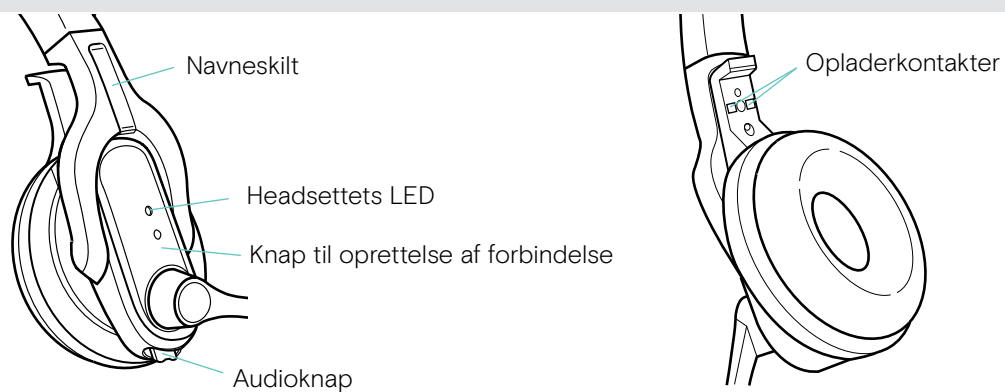 Navneskilt
Opladerkontakter
Headsettets LED
Knap til oprettelse af forbindelse
Audioknap